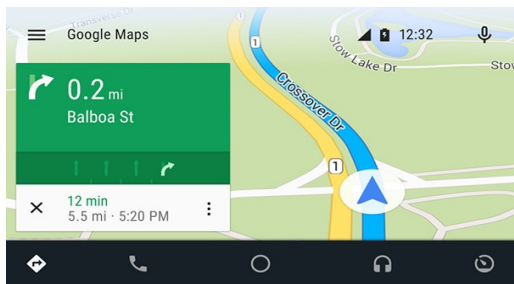 Transverse Dr
Google Maps
12:32
1
Slow Lake Dr
Stow
0.2 mi
Balboa St
Crossover Dr
1
12 min
5.5 mi · 5:20 PM